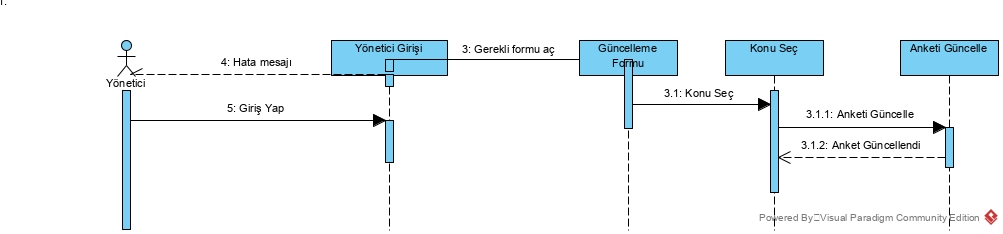 Yönetici Girişi
Güncelleme
Formu
Konu Seç
Anketi Güncelle
3: Gerekli formu aç
4: Hata mesajı
Yönetici
3.1: Konu Seç
5: Giriş Yap
3.1.1: Anketi Güncelle
3.1.2: Anket Güncellendi
Powered By Visual Paradigm Community Edition